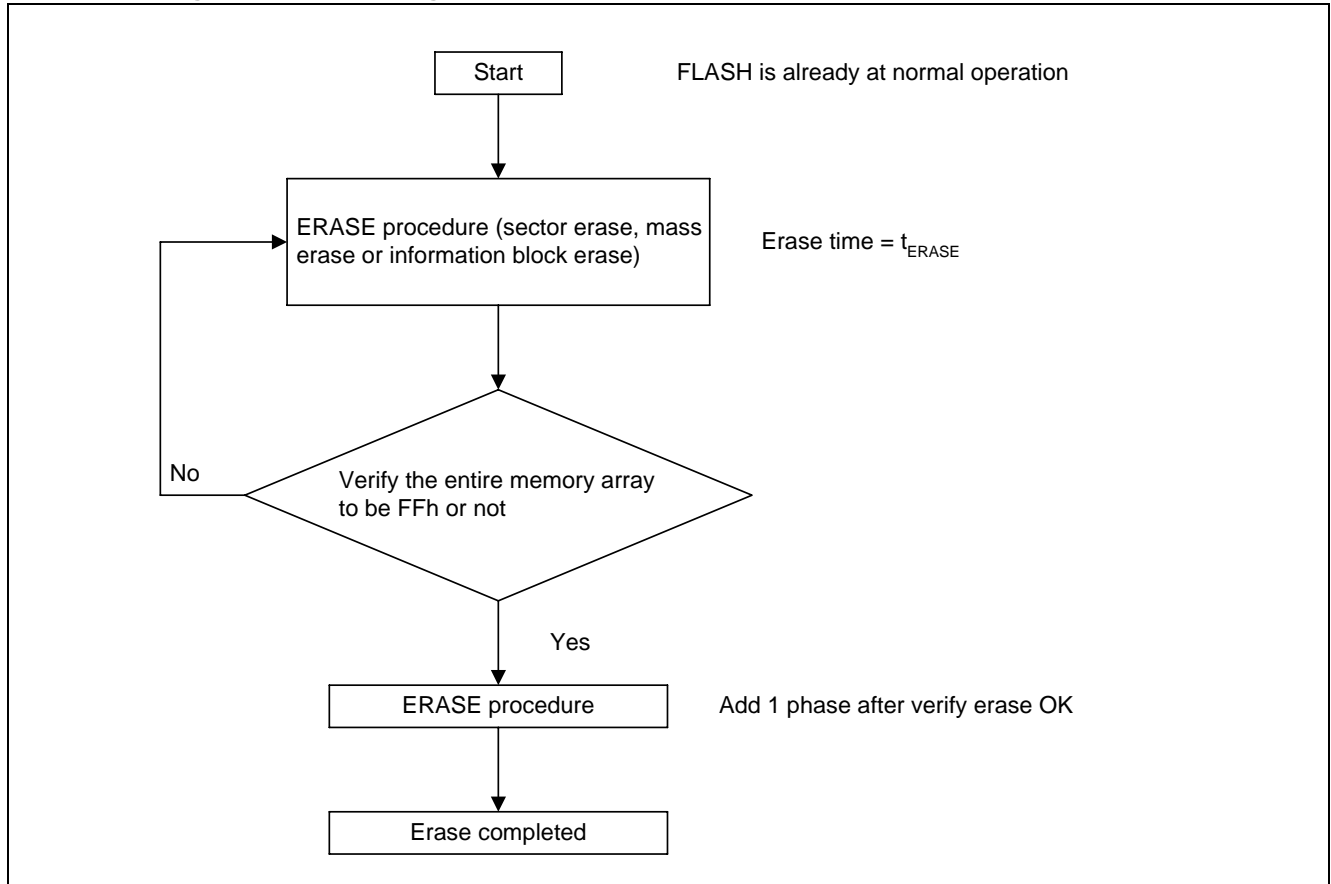 Start
FLASH is already at normal operation
ERASE procedure (sector erase, mass
erase or information block erase)
Erase time = tERASE
No
Verify the entire memory array
to be FFh or not
Yes
ERASE procedure
Add 1 phase after verify erase OK
Erase completed